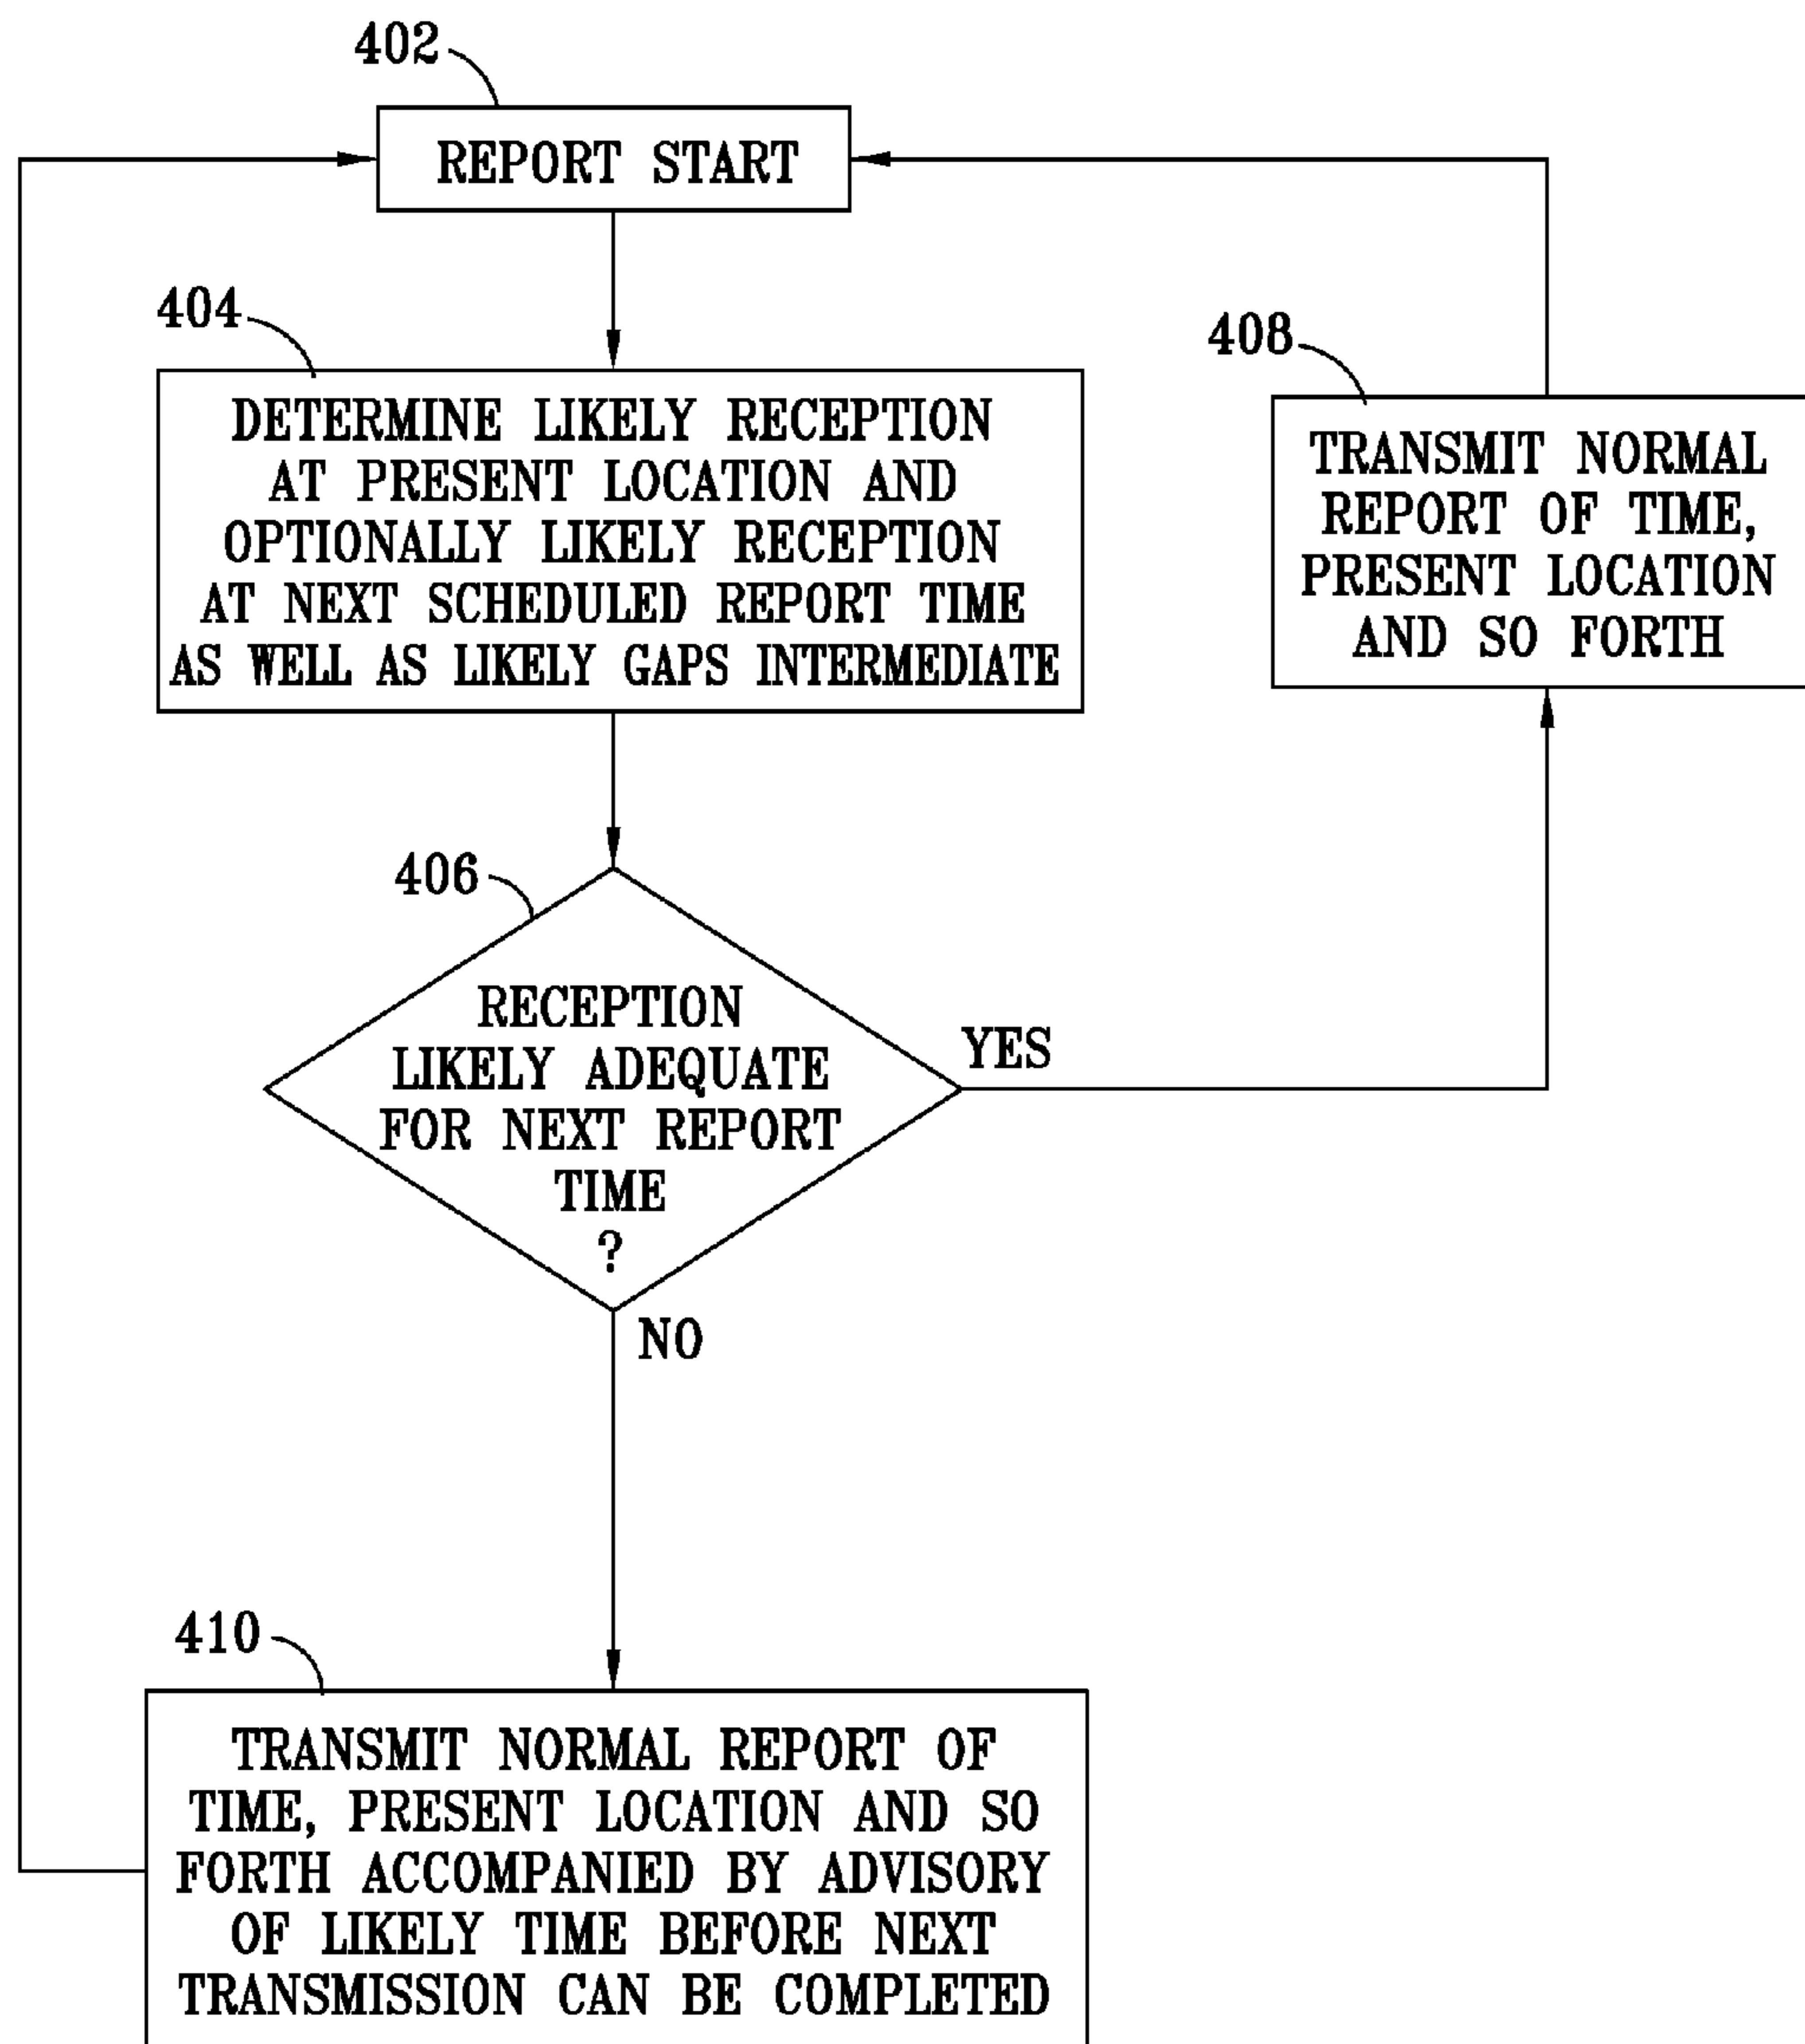 402
REPORT START
404
DETERMINE LIKELY RECEPTION
AT PRESENT LOCATION AND
OPTIONALLY LIKELY RECEPTION
AT NEXT SCHEDULED REPORT TIME
AS WELL AS LIKELY GAPS INTERMEDIATE
408
TRANSMIT NORMAL
REPORT OF TIME,
PRESENT LOCATION
AND SO FORTH
406
RECEPTION
LIKELY ADEQUATE
FOR NEXT REPORT
TIME
?
YES
NO
410
TRANSMIT NORMAL REPORT OF
TIME, PRESENT LOCATION AND SO
FORTH ACCOMPANIED BY ADVISORY
OF LIKELY TIME BEFORE NEXT
TRANSMISSION CAN BE COMPLETED